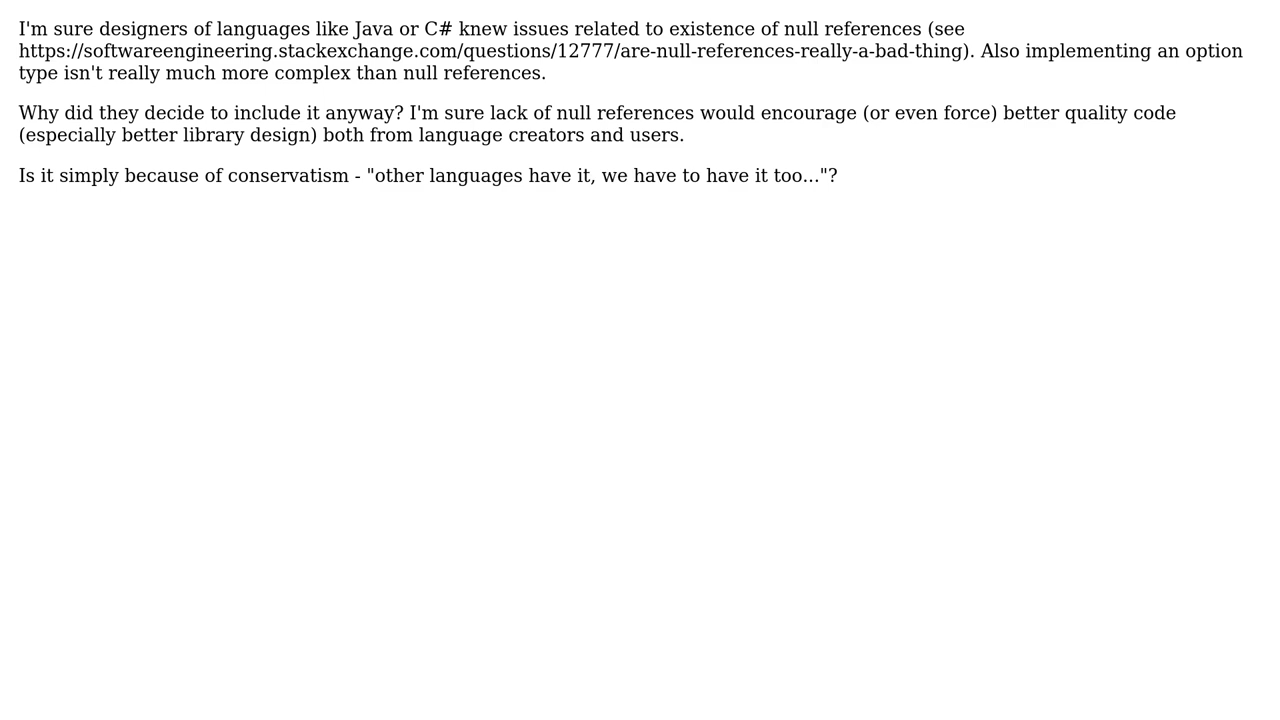 I'm sure designers of languages like Java or C# knew issues related to existence of null references (see
https://softwareengineering.stackexchange.com/questions/12777/are-null-references-really-a-bad-thing). Also implementing an option
type isn't really much more complex than null references.
Why did they decide to include it anyway? I'm sure lack of null references would encourage (or even force) better quality code
(especially better library design) both from language creators and users.
Is it simply because of conservatism - "other languages have it, we have to have it too..."?